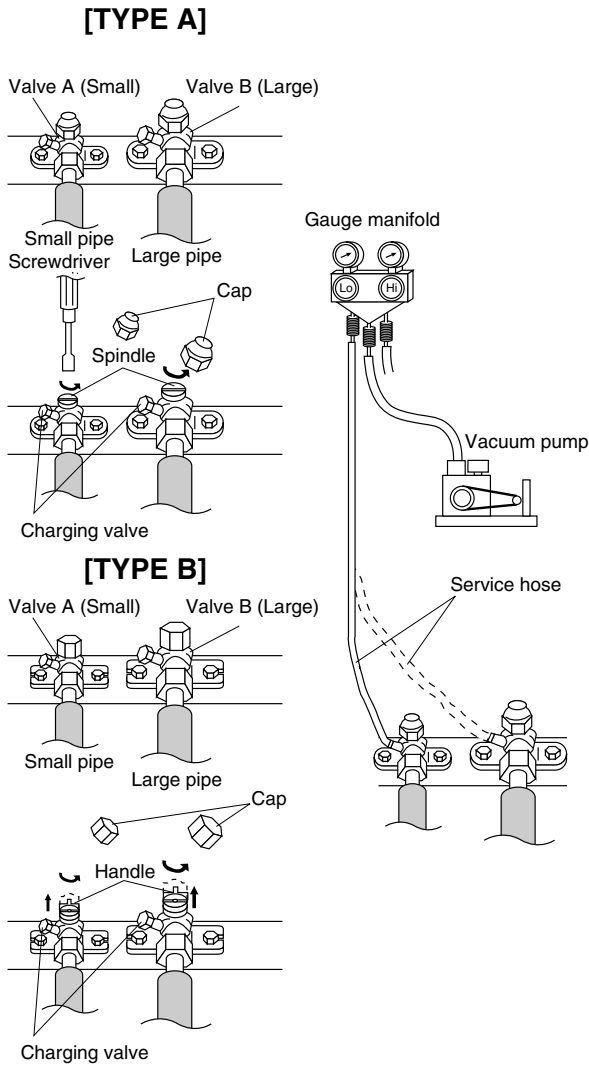 [TYPE A]
Valve A (Small)
Valve B (Large)
Small pipe
Large pipe
Screwdriver
Cap
Spindle
Charging valve
[TYPE B]
Valve A (Small)
Valve B (Large)
Small pipe
Large pipe
Cap
Handle
Charging valve
Gauge manifold
Lo
Hi
Vacuum pump
Service hose